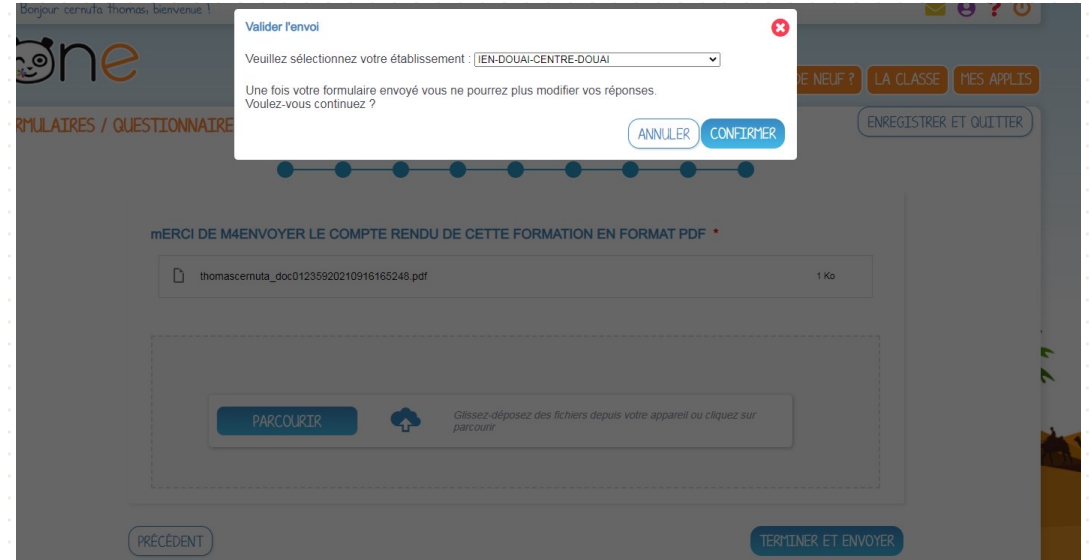 Bonjour cernuta thomas, bienvenue !
Valider l'envoi
one
Veuillez sélectionnez votre établissement : IEN-DOUAI-CENTRE-DOUAI
DE NEUF ?
LA CLASSE
MES APPLIS
Une fois votre formulaire envoyé vous ne pourrez plus modifier vos réponses.
Voulez-vous continuez ?
RMULAIRES / QUESTIONNAIRE
ENREGISTRER ET QUITTER
ANNULER
CONFIRMER
mERCI DE M4ENVOYER LE COMPTE RENDU DE CETTE FORMATION EN FORMAT PDF *
thomascernuta_doc01235920210916165248.pdf
1 Ko
PARCOURIR
Glissez-déposez des fichiers depuis votre appareil ou cliquez sur
parcourir
PRÉCÉDENT
TERMINER ET ENVOYER